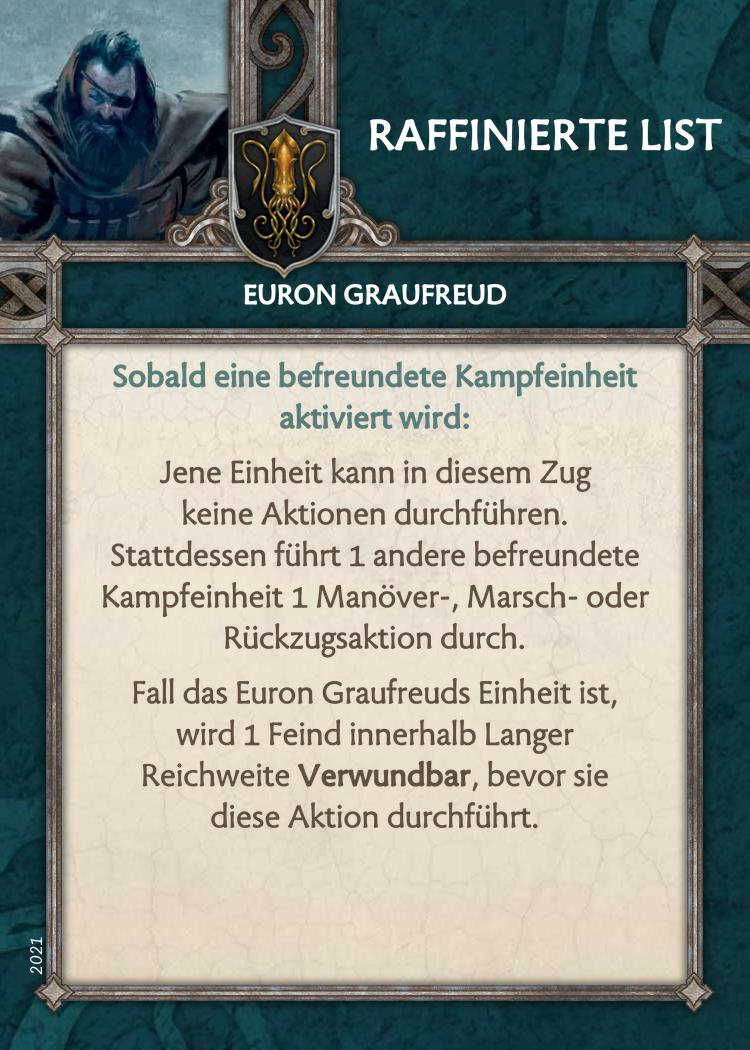 RAFFINIERTE LIST
EURON GRAUFREUD
Sobald eine befreundete Kampfeinheit
aktiviert wird:
Jene Einheit kann in diesem Zug
keine Aktionen durchführen.
Stattdessen führt 1 andere befreundete
Kampfeinheit 1 Manöver-, Marsch- oder
Rückzugsaktion durch.
Fall das Euron Graufreuds Einheit ist,
wird 1 Feind innerhalb Langer
Reichweite Verwundbar, bevor sie
diese Aktion durchführt.
2021